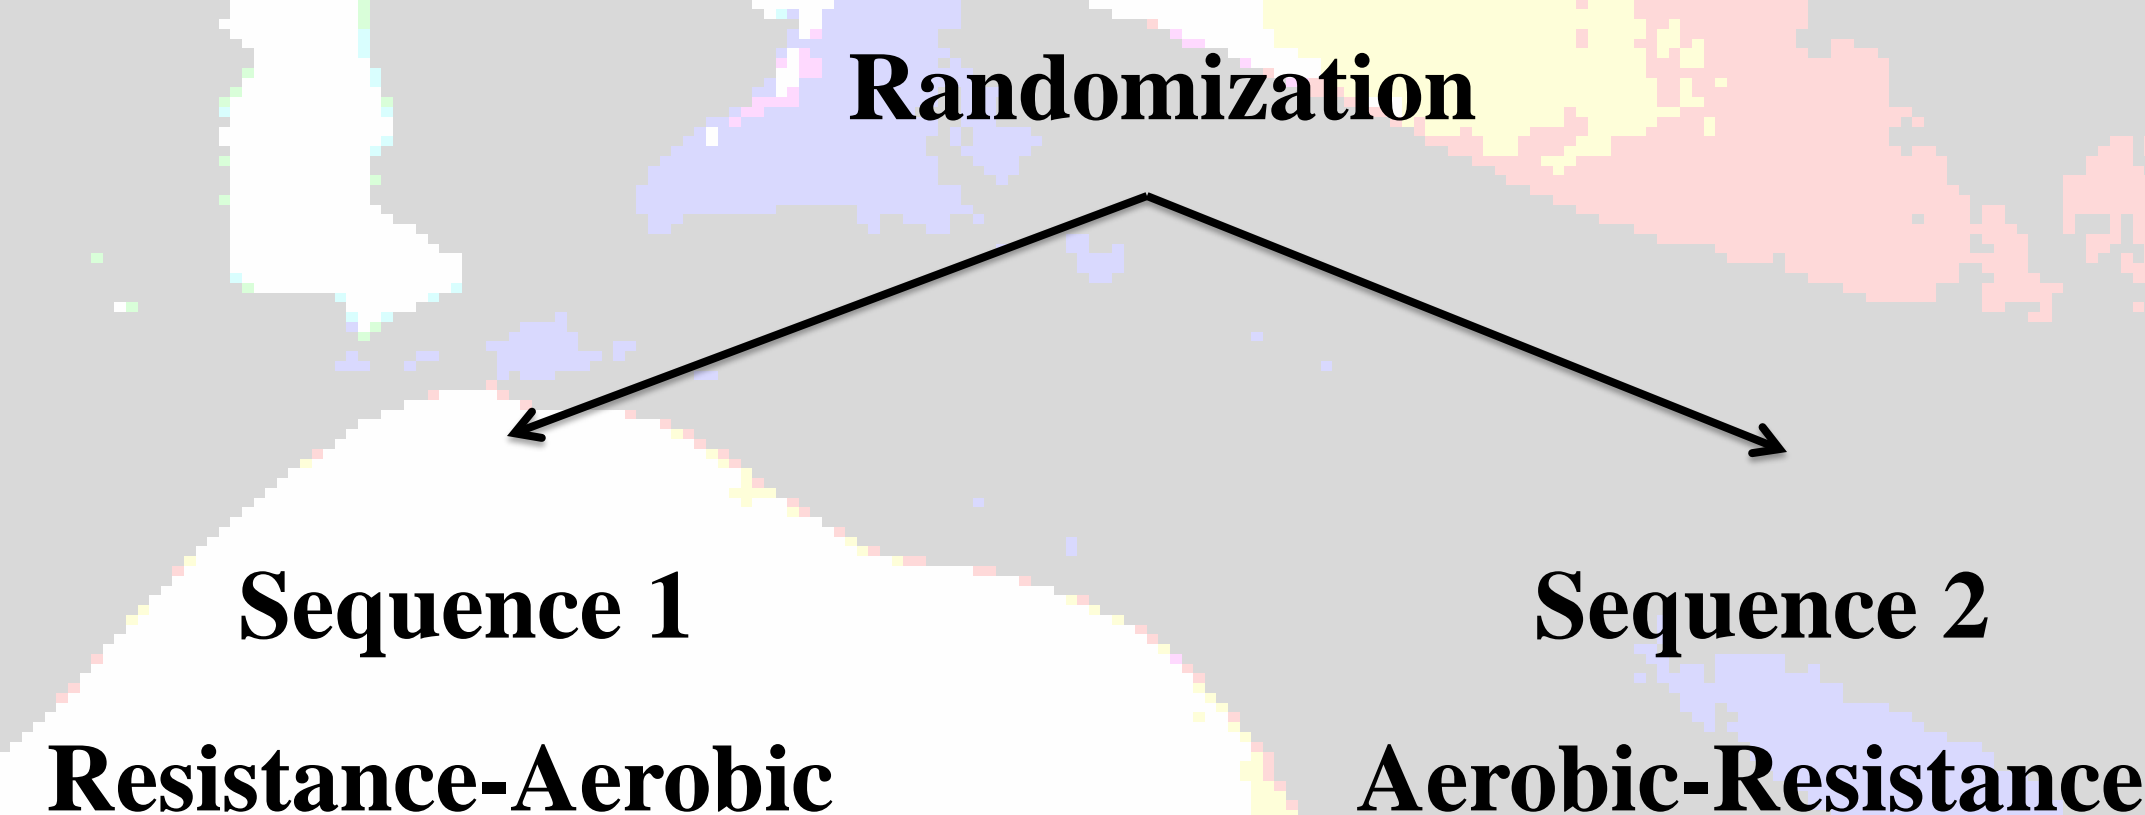 Randomization
Sequence 1
Sequence 2
Resistance-Aerobic
Aerobic-Resistance